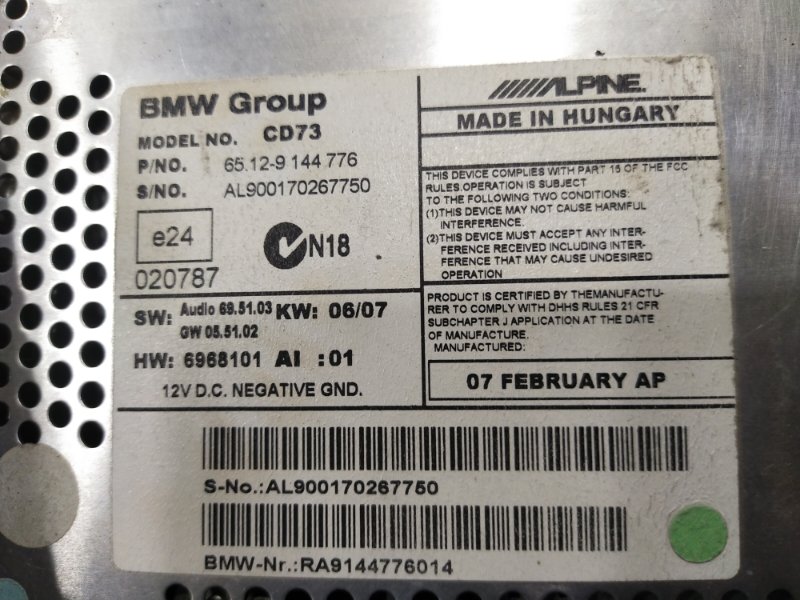 BMW Group
MODEL NO. CD73
P/NO. 65.12-9 144 776
S/NO. AL900170267750
e24
020787
N18
SW: Audio 69.51.03 KW: 06/07
GW 05.51.02
HW: 6968101 AI :01
12V D.C. NEGATIVE GND.
ALPINE
MADE IN HUNGARY
THIS DEVICE COMPLIES WITH PART 15 OF THE FCC
RULES.OPERATION IS SUBJECT
TO THE FOLLOWING TWO CONDITIONS:
(1)THIS DEVICE MAY NOT CAUSE HARMFUL
INTERFERENCE.
(2)THIS DEVICE MUST ACCEPT ANY INTER-
FERENCE RECEIVED INCLUDING INTER-
FERENCE THAT MAY CAUSE UNDESIRED
OPERATION
PRODUCT IS CERTIFIED BY THEMANUFACTU-
RER TO COMPLY WITH DHHS RULES 21 CFR
SUBCHAPTER J APPLICATION AT THE DATE
OF MANUFACTURE.
MANUFACTURED:
07 FEBRUARY AP
S-No.:AL900170267750
BMW-Nr.:RA9144776014